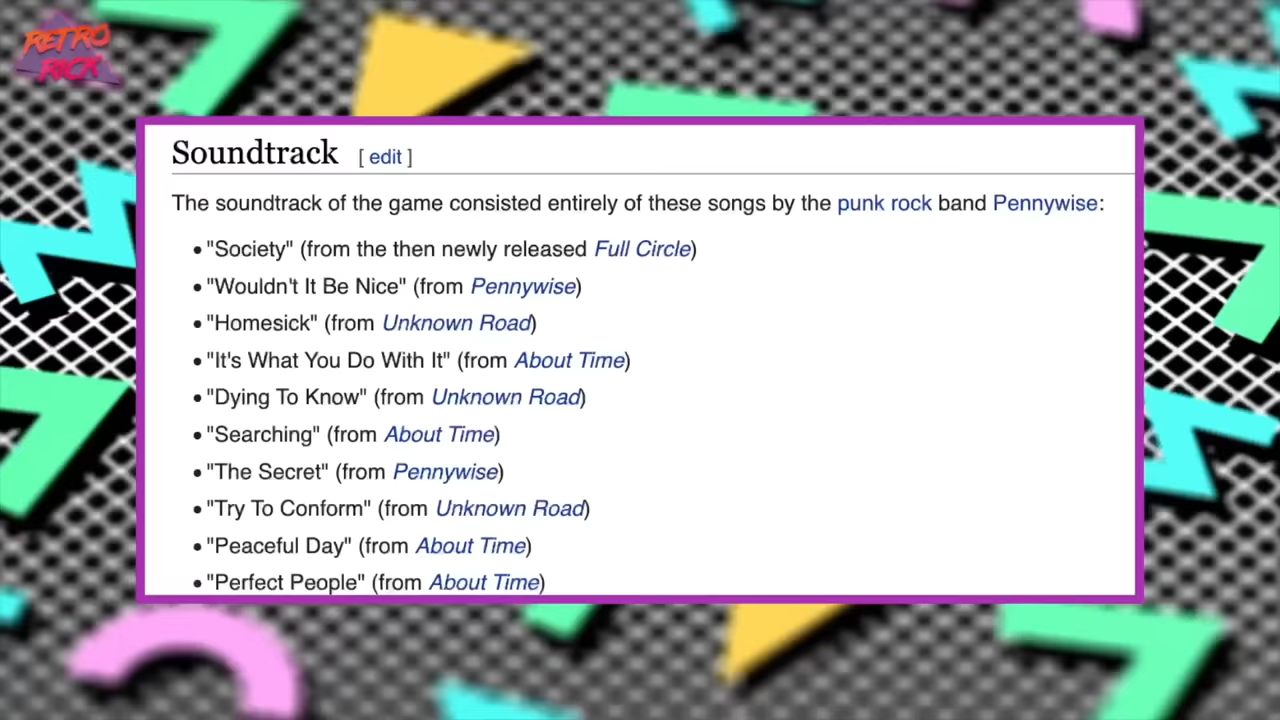 RETRO
RICK
Soundtrack [ edit ]
The soundtrack of the game consisted entirely of these songs by the punk rock band Pennywise:
• "Society" (from the then newly released Full Circle)
• "Wouldn't It Be Nice" (from Pennywise)
• "Homesick" (from Unknown Road)
• "It's What You Do With It" (from About Time)
• "Dying To Know" (from Unknown Road)
• "Searching" (from About Time)
• "The Secret" (from Pennywise)
• "Try To Conform" (from Unknown Road)
• "Peaceful Day" (from About Time)
• "Perfect People" (from About Time)